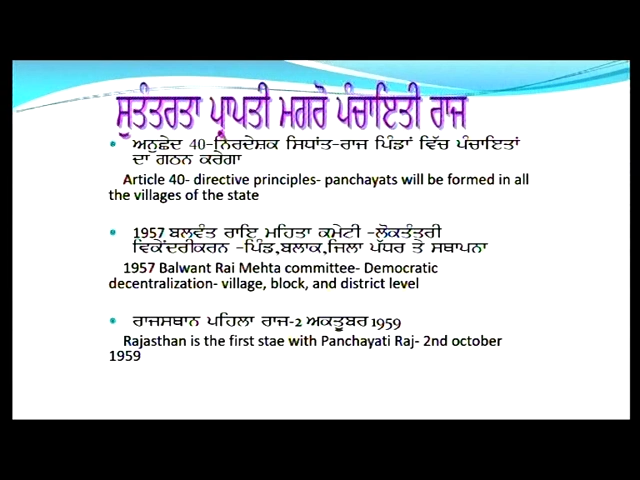 ਸੁਤੰਤਰਤਾ ਪ੍ਰਾਪਤੀ ਮਗਰੋ ਪੰਚਾਇਤੀ ਰਾਜ
• ਅਨੁਛੇਦ 40-ਨਿਰਦੇਸ਼ਕ ਸਿਧਾਂਤ-ਰਾਜ ਪਿੰਡਾਂ ਵਿੱਚ ਪੰਚਾਇਤਾਂ
ਦਾ ਗਠਨ ਕਰੇਗਾ
Article 40- directive principles- panchayats will be formed in all
the villages of the state
• 1957 ਬਲਵੰਤ ਰਾਇ ਮਹਿਤਾ ਕਮੇਟੀ -ਲੋਕਤੰਤਰੀ
ਵਿਕੇਂਦਰੀਕਰਨ -ਪਿੰਡ,ਬਲਾਕ,ਜਿਲਾ ਪੱਧਰ ਤੇ ਸਥਾਪਨਾ
1957 Balwant Rai Mehta committee- Democratic
decentralization- village, block, and district level
• ਰਾਜਸਥਾਨ ਪਹਿਲਾ ਰਾਜ-2 ਅਕਤੂਬਰ 1959
Rajasthan is the first stae with Panchayati Raj- 2nd october
1959